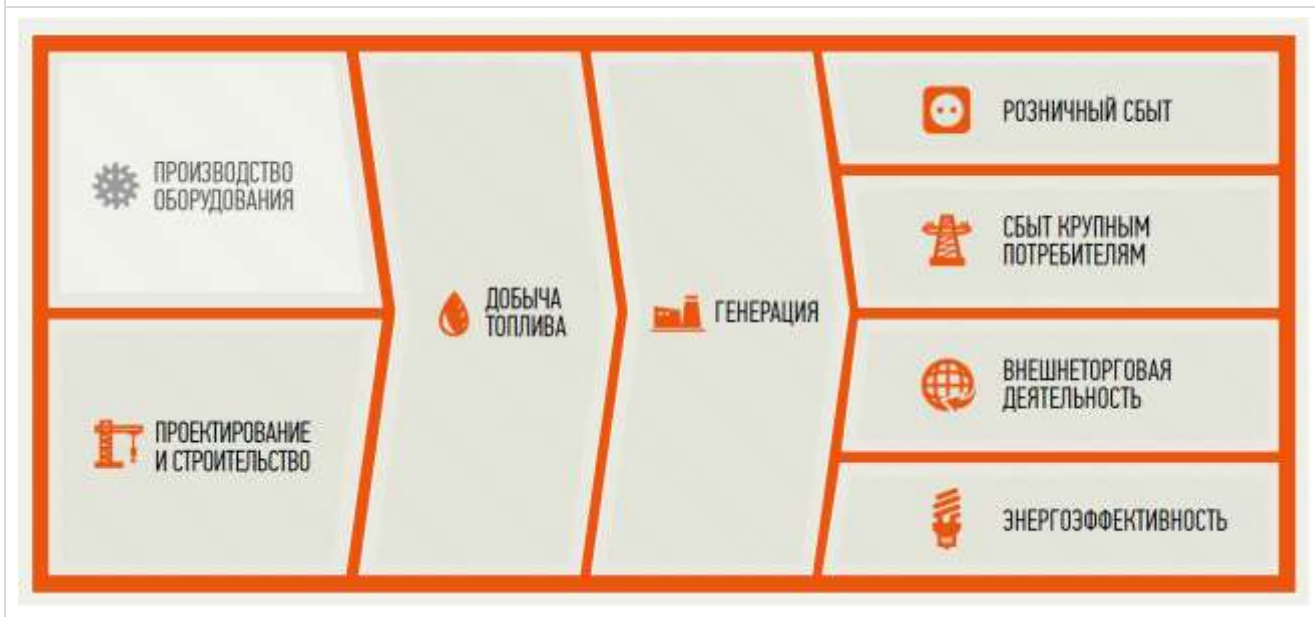 ПРОИЗВОДСТВО
ОБОРУДОВАНИЯ
ПРОЕКТИРОВАНИЕ
И СТРОИТЕЛЬСТВО
ДОБЫЧА
ТОПЛИВА
ГЕНЕРАЦИЯ
РОЗНИЧНЫЙ СБЫТ
СБЫТ КРУПНЫМ
ПОТРЕБИТЕЛЯМ
ВНЕШНЕТОРГОВАЯ
ДЕЯТЕЛЬНОСТЬ
ЭНЕРГОЭФФЕКТИВНОСТЬ